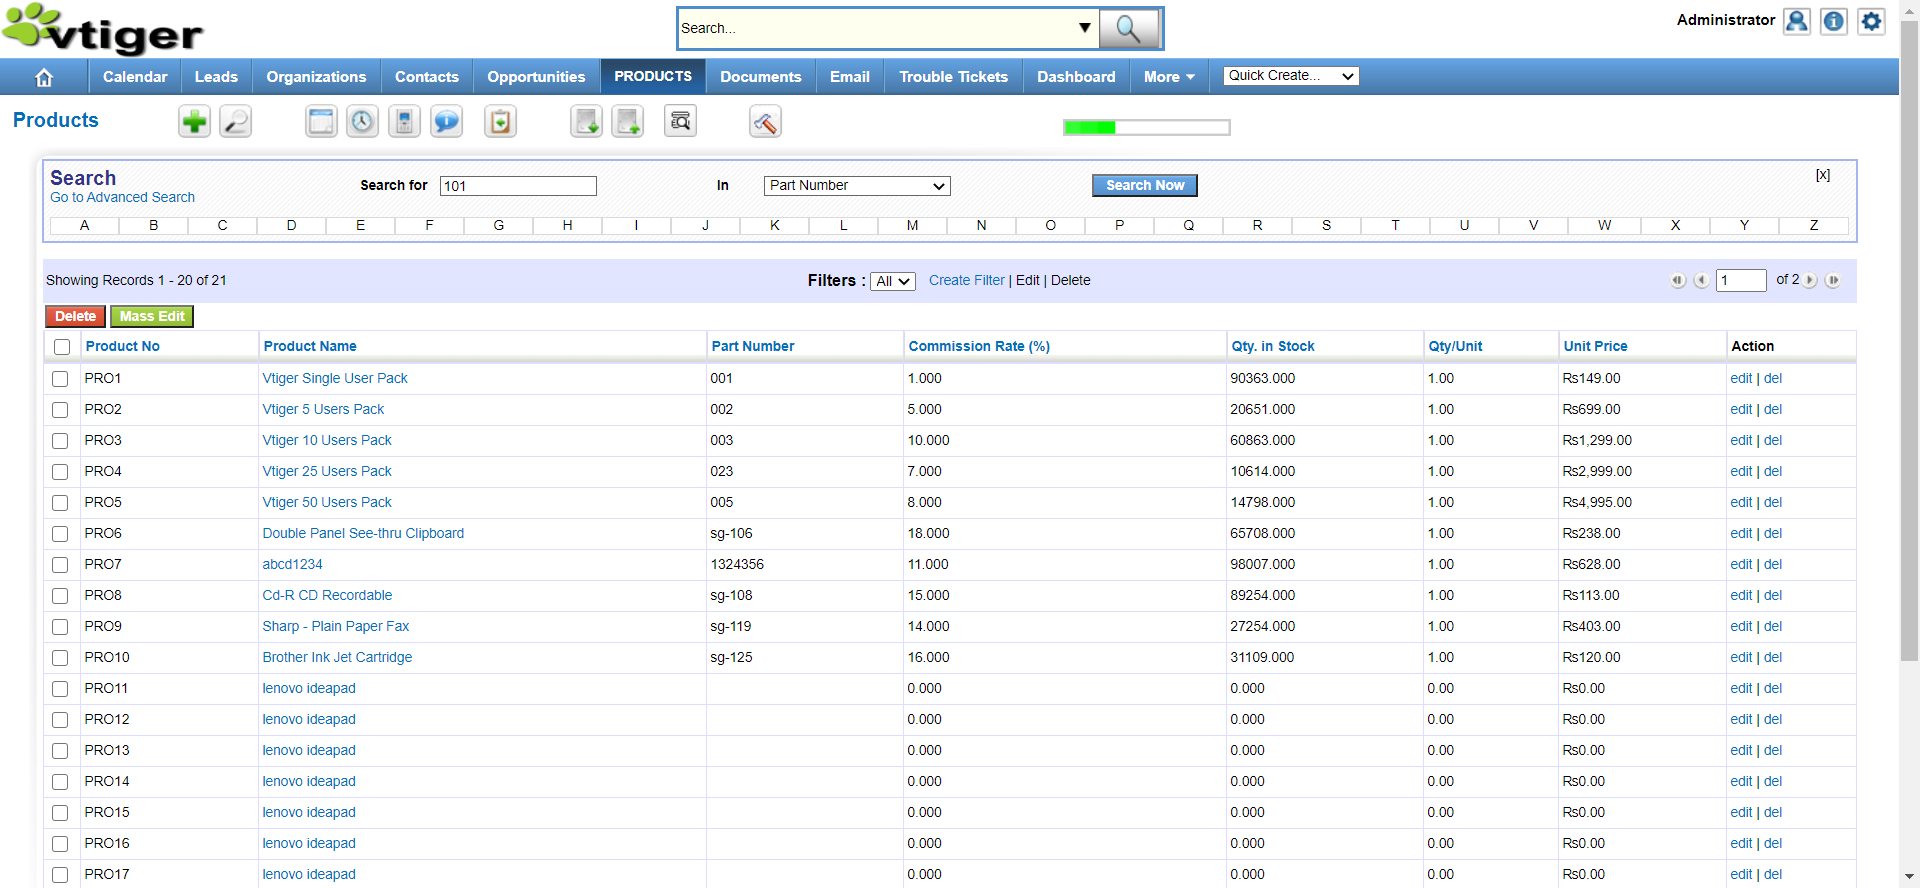 vtiger
Search...
Administrator
Calendar Leads Organizations Contacts Opportunities PRODUCTS Documents Email Trouble Tickets Dashboard More Quick Create...
Products
Search
Go to Advanced Search
Search for 101 In Part Number Search Now [x]
A B C D E F G H I J K L M N O P Q R S T U V W X Y Z
Showing Records 1 - 20 of 21 Filters : All Create Filter | Edit | Delete 1 of 2
Delete Mass Edit
Product No Product Name Part Number Commission Rate (%) Qty. in Stock Qty/Unit Unit Price Action
PRO1 Vtiger Single User Pack 001 1.000 90363.000 1.00 Rs149.00 edit | del
PRO2 Vtiger 5 Users Pack 002 5.000 20651.000 1.00 Rs699.00 edit | del
PRO3 Vtiger 10 Users Pack 003 10.000 60863.000 1.00 Rs1,299.00 edit | del
PRO4 Vtiger 25 Users Pack 023 7.000 10614.000 1.00 Rs2,999.00 edit | del
PRO5 Vtiger 50 Users Pack 005 8.000 14798.000 1.00 Rs4,995.00 edit | del
PRO6 Double Panel See-thru Clipboard sg-106 18.000 65708.000 1.00 Rs238.00 edit | del
PRO7 abcd1234 1324356 11.000 98007.000 1.00 Rs628.00 edit | del
PRO8 Cd-R CD Recordable sg-108 15.000 89254.000 1.00 Rs113.00 edit | del
PRO9 Sharp - Plain Paper Fax sg-119 14.000 27254.000 1.00 Rs403.00 edit | del
PRO10 Brother Ink Jet Cartridge sg-125 16.000 31109.000 1.00 Rs120.00 edit | del
PRO11 lenovo ideapad 0.000 0.000 0.00 Rs0.00 edit | del
PRO12 lenovo ideapad 0.000 0.000 0.00 Rs0.00 edit | del
PRO13 lenovo ideapad 0.000 0.000 0.00 Rs0.00 edit | del
PRO14 lenovo ideapad 0.000 0.000 0.00 Rs0.00 edit | del
PRO15 lenovo ideapad 0.000 0.000 0.00 Rs0.00 edit | del
PRO16 lenovo ideapad 0.000 0.000 0.00 Rs0.00 edit | del
PRO17 lenovo ideapad 0.000 0.000 0.00 Rs0.00 edit | del